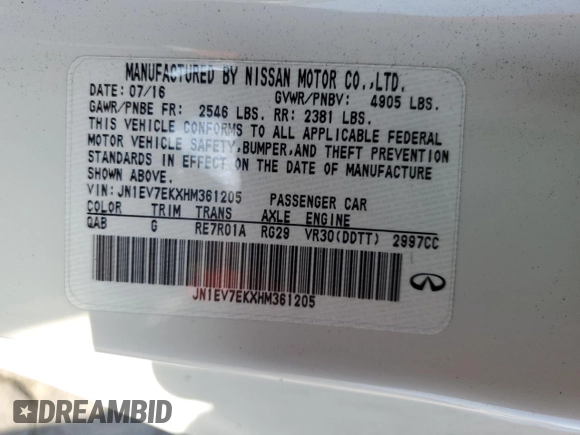 MANUFACTURED BY NISSAN MOTOR CO.,LTD.
DATE: 07/16 GVWR/PNBV: 4905 LBS.
GAWR/PNBE FR: 2546 LBS. RR: 2381 LBS.
THIS VEHICLE CONFORMS TO ALL APPLICABLE FEDERAL
MOTOR VEHICLE SAFETY,BUMPER,AND THEFT PREVENTION
STANDARDS IN EFFECT ON THE DATE OF MANUFACTURE
SHOWN ABOVE.
VIN: JN1EV7EKXHM361205 PASSENGER CAR
COLOR TRIM TRANS AXLE ENGINE
QAB G RE7R01A RG29 VR30(DDTT) 2997CC
JN1EV7EKXHM361205
DREAMBID